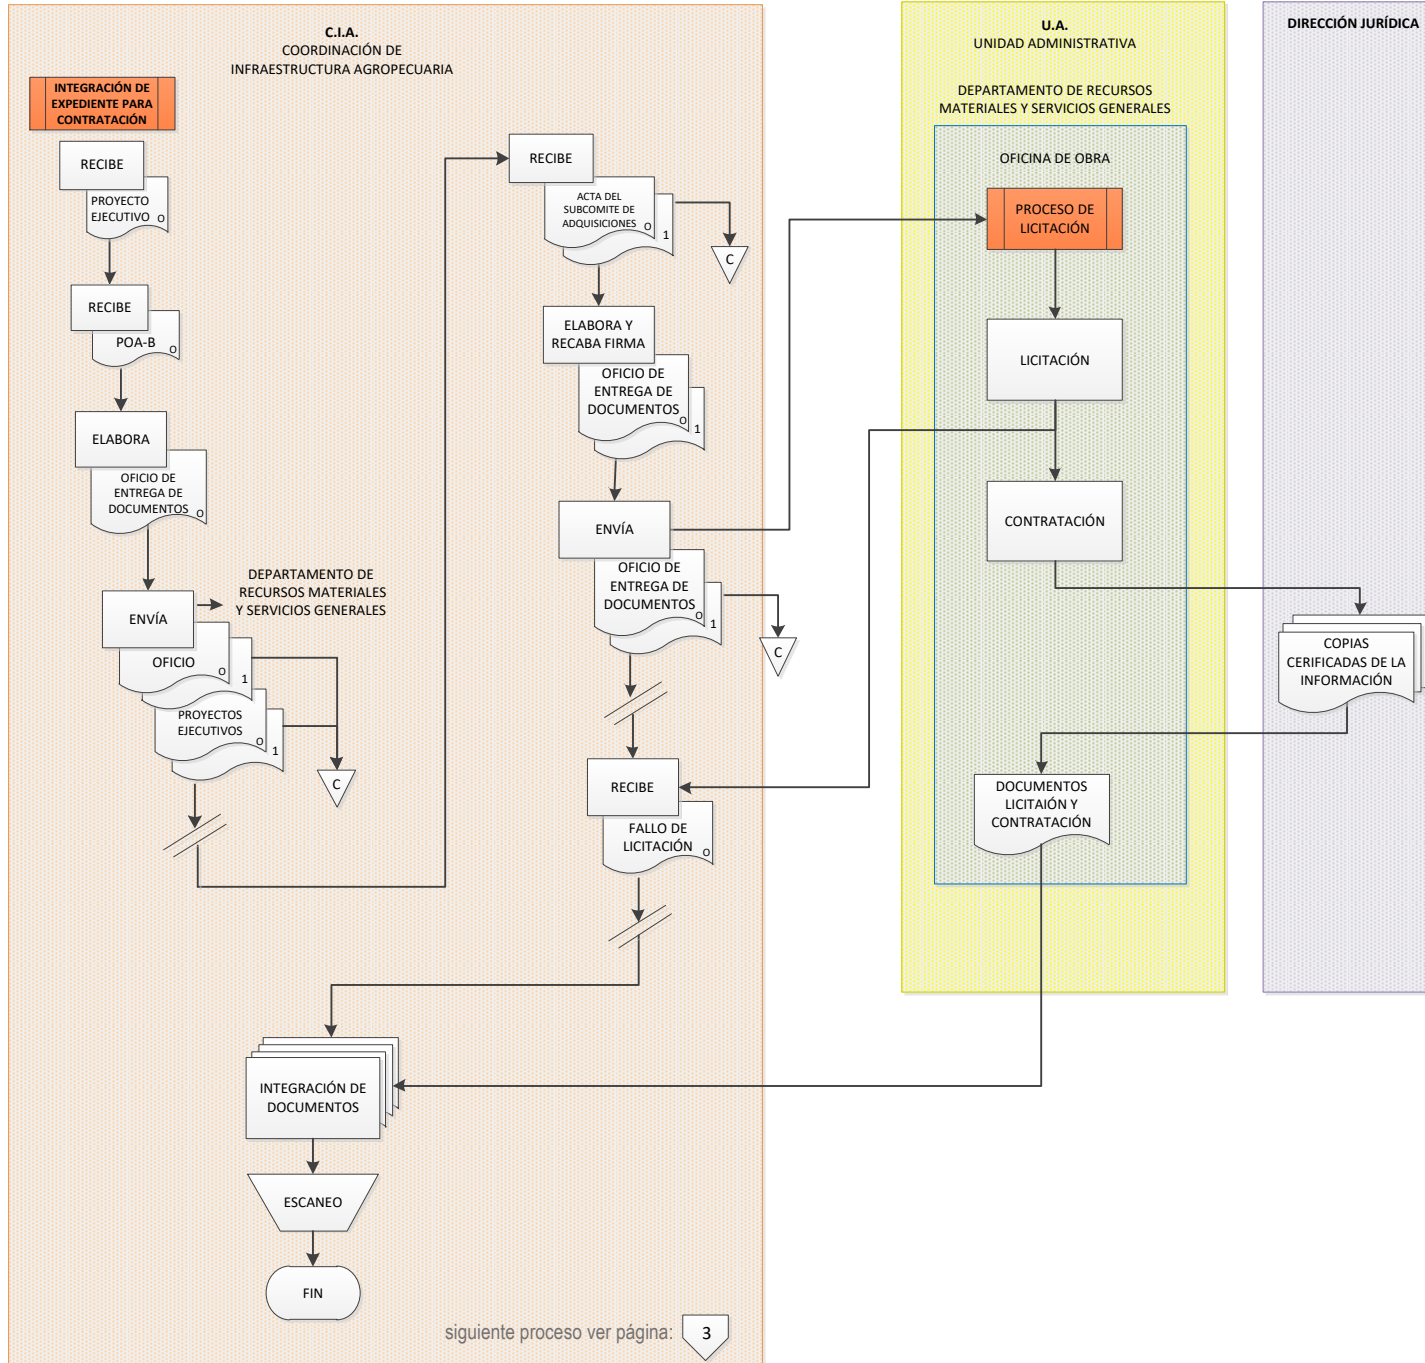 C.I.A.
COORDINACIÓN DE
INFRAESTRUCTURA AGROPECUARIA
INTEGRACIÓN DE
EXPEDIENTE PARA
CONTRATACIÓN
RECIBE
PROYECTO
EJECUTIVO
O
RECIBE
POA-B
O
ELABORA
OFICIO DE
ENTREGA DE
DOCUMENTOS
O
ENVÍA
DEPARTAMENTO DE
RECURSOS MATERIALES
Y SERVICIOS GENERALES
OFICIO
O
1
PROYECTOS
EJECUTIVOS
O
1
C
RECIBE
ACTA DEL
SUBCOMITE DE
ADQUISICIONES
O
1
C
ELABORA Y
RECABA FIRMA
OFICIO DE
ENTREGA DE
DOCUMENTOS
O
1
ENVÍA
OFICIO DE
ENTREGA DE
DOCUMENTOS
O
1
C
RECIBE
FALLO DE
LICITACIÓN
O
INTEGRACIÓN DE
DOCUMENTOS
ESCANEO
FIN
siguiente proceso ver página:
3
U.A.
UNIDAD ADMINISTRATIVA
DEPARTAMENTO DE RECURSOS
MATERIALES Y SERVICIOS GENERALES
OFICINA DE OBRA
PROCESO DE
LICITACIÓN
LICITACIÓN
CONTRATACIÓN
DOCUMENTOS
LICITAIÓN Y
CONTRATACIÓN
DIRECCIÓN JURÍDICA
COPIAS
CERIFICADAS DE LA
INFORMACIÓN